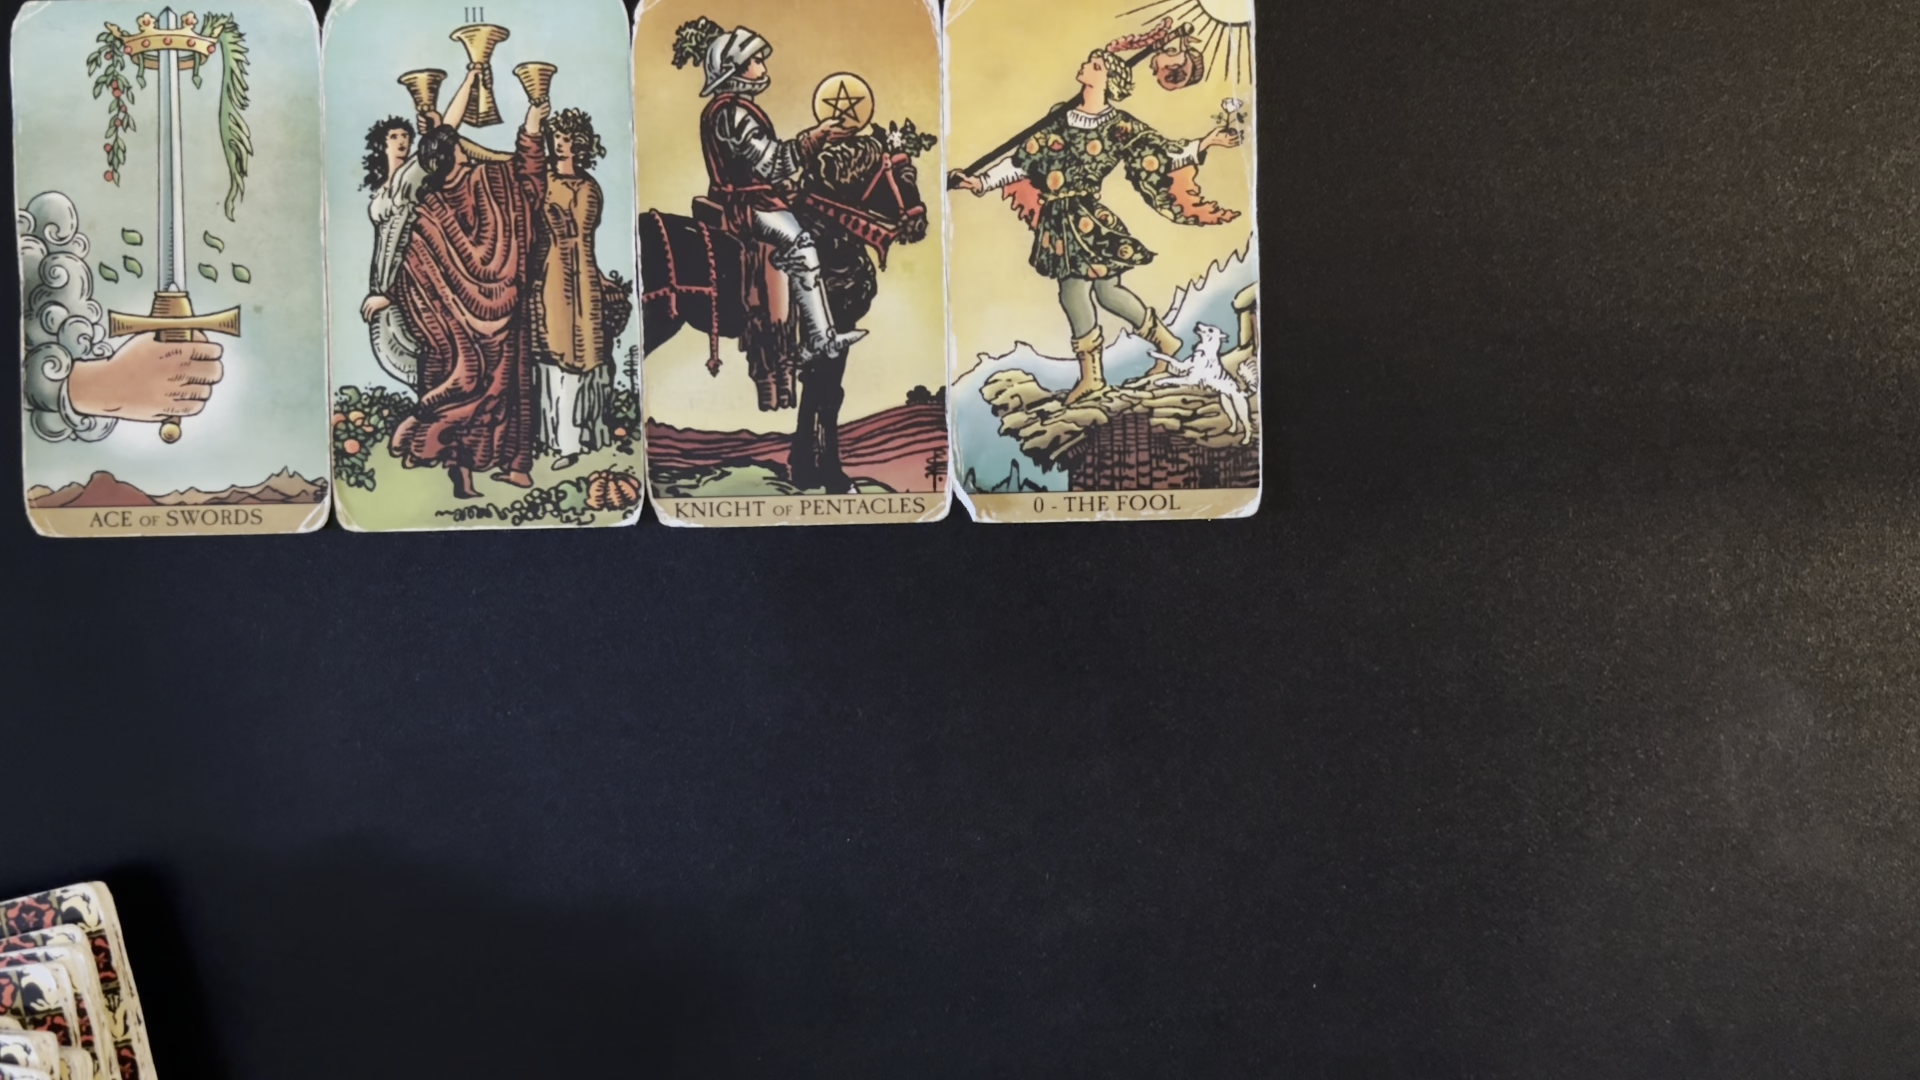 III
ACE OF SWORDS
KNIGHT OF PENTACLES
0 - THE FOOL